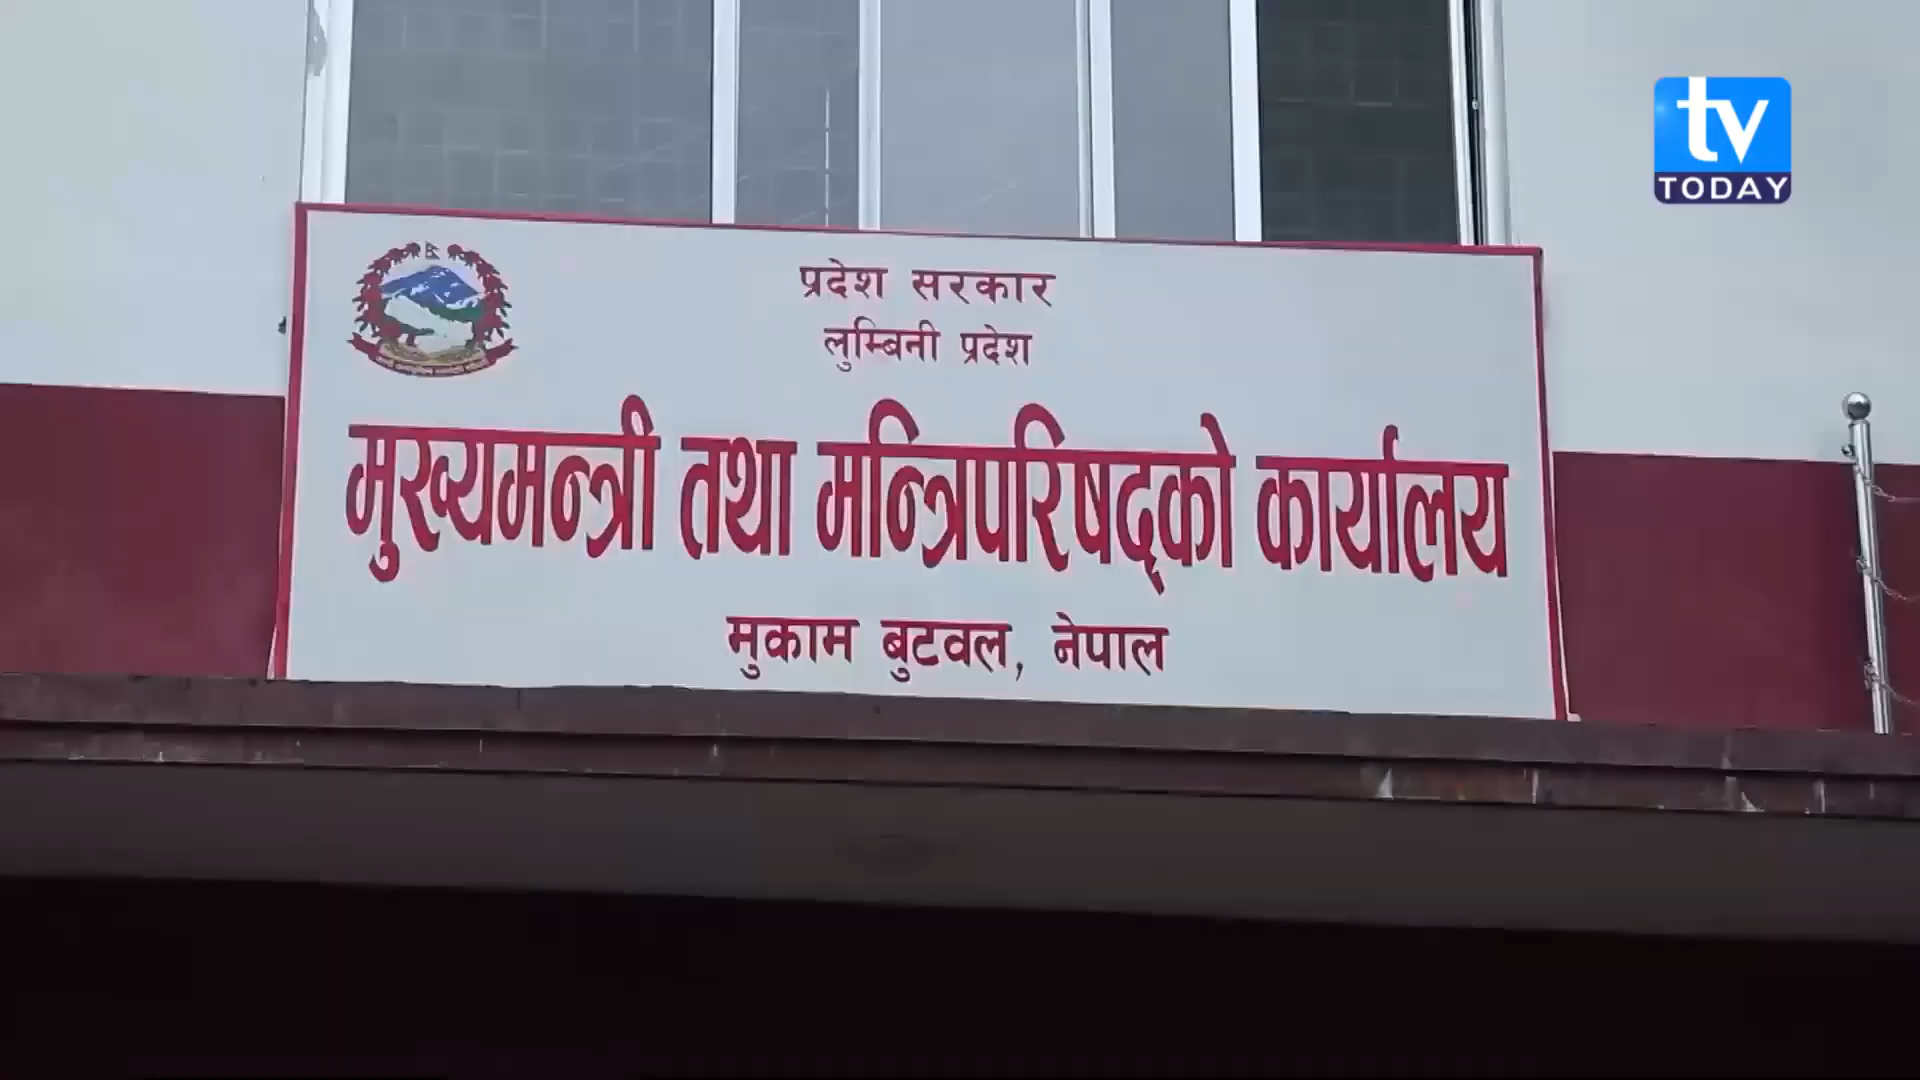 tv
TODAY
प्रदेश सरकार
लुम्बिनी प्रदेश
मुख्यमन्त्री तथा मन्त्रिपरिषद्को कार्यालय
मुकाम बुटवल, नेपाल